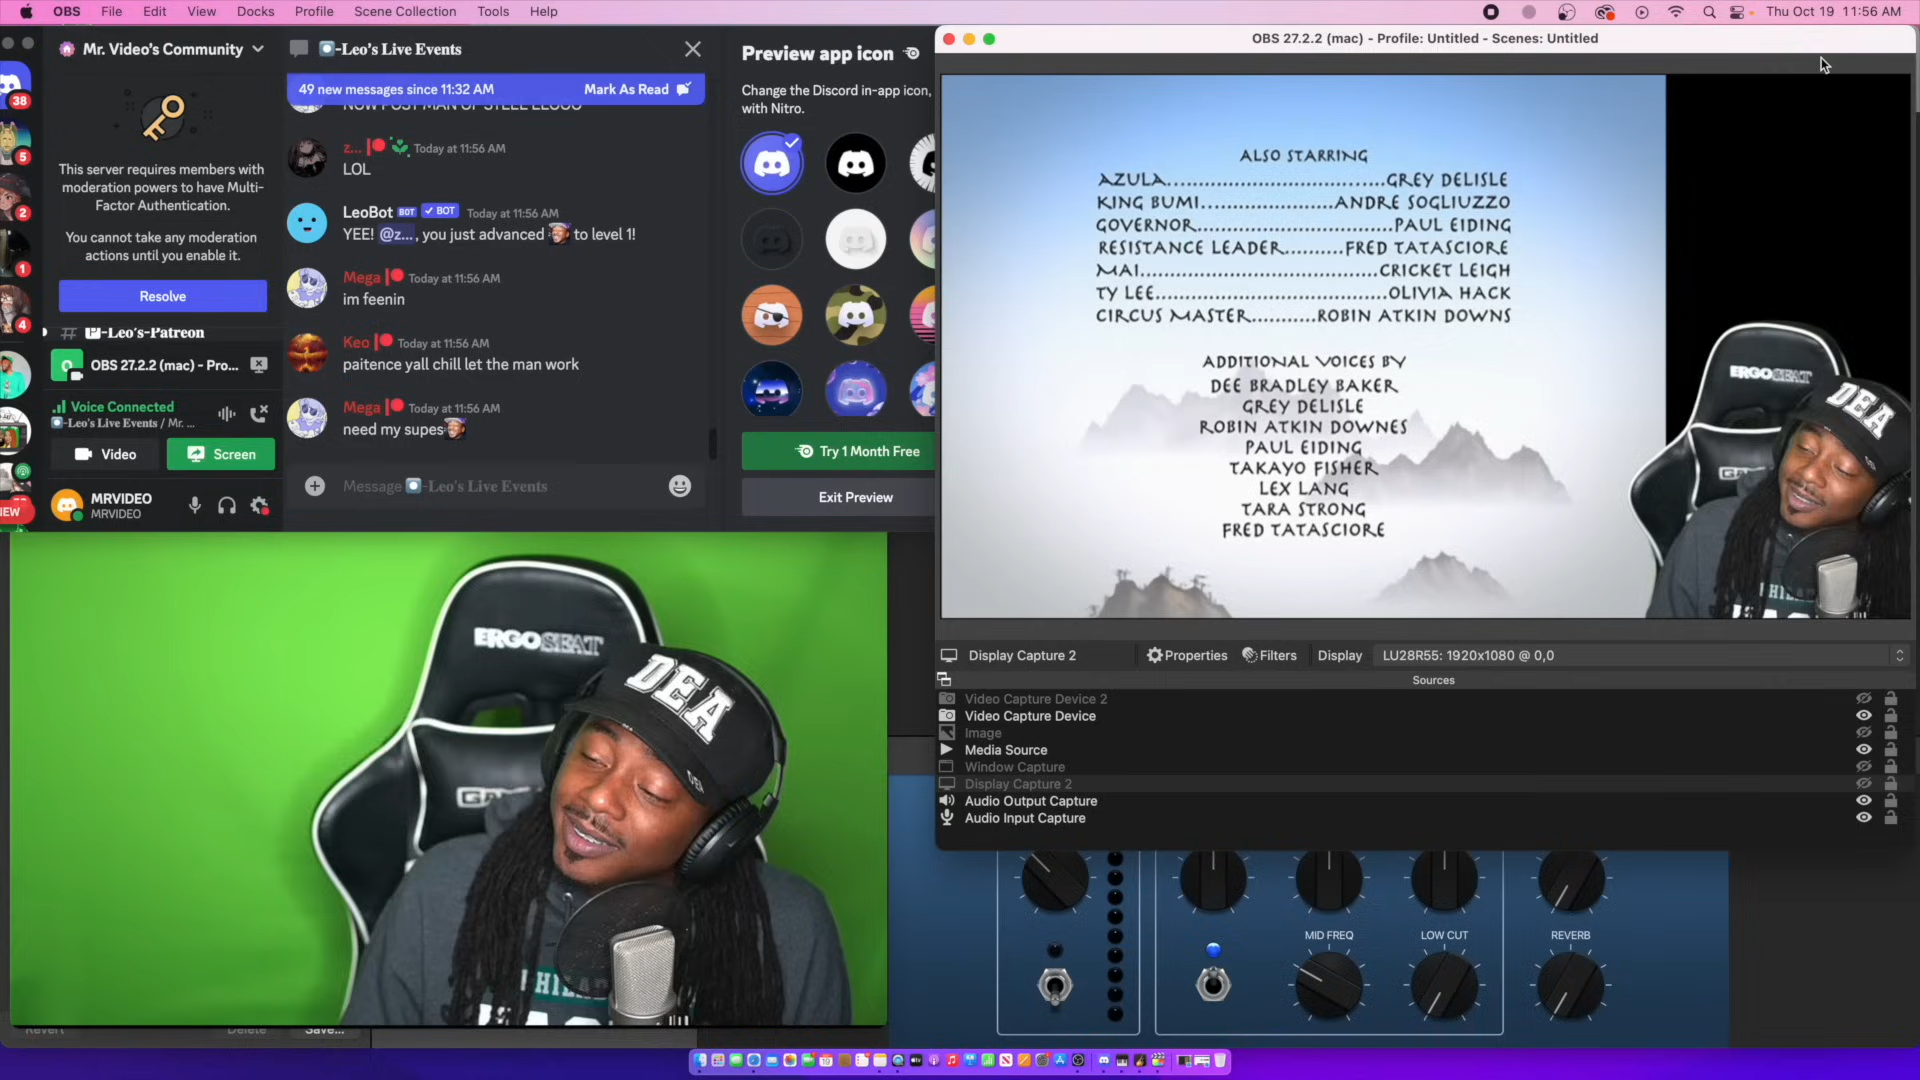 OBS File Edit View Docks Profile Scene Collection Tools Help
Thu Oct 19 11:56 AM
Mr. Video's Community
This server requires members with
moderation powers to have Multi-
Factor Authentication.
You cannot take any moderation
actions until you enable it.
Resolve
-Leo's-Patreon
OBS 27.2.2 (mac) - Pro...
Voice Connected
-Leo's Live Events / Mr. ...
Video
Screen
MRVIDEO
MRVIDEO
38
5
2
1
4
-Leo's Live Events
49 new messages since 11:32 AM Mark As Read
z... Today at 11:56 AM
LOL
LeoBot BOT BOT Today at 11:56 AM
YEE! @z..., you just advanced to level 1!
Mega Today at 11:56 AM
im feenin
Keo Today at 11:56 AM
paitence yall chill let the man work
Mega Today at 11:56 AM
need my supes
Message -Leo's Live Events
Preview app icon
Change the Discord in-app icon,
with Nitro.
Try 1 Month Free
Exit Preview
OBS 27.2.2 (mac) - Profile: Untitled - Scenes: Untitled
ALSO STARRING
AZULA................................GREY DELISLE
KING BUMI....................ANDRE SOGLIUZZO
GOVERNOR.............................PAUL EIDING
RESISTANCE LEADER.........FRED TATASCIORE
MAI...................................CRICKET LEIGH
TY LEE..................................OLIVIA HACK
CIRCUS MASTER...........ROBIN ATKIN DOWNS
ADDITIONAL VOICES BY
DEE BRADLEY BAKER
GREY DELISLE
ROBIN ATKIN DOWNES
PAUL EIDING
TAKAYO FISHER
LEX LANG
TARA STRONG
FRED TATASCIORE
ERGOSEAT
DEA
Display Capture 2 Properties Filters Display LU28R55: 1920x1080 @ 0,0
Sources
Video Capture Device 2
Video Capture Device
Image
Media Source
Window Capture
Display Capture 2
Audio Output Capture
Audio Input Capture
ERGOSEAT
DEA
MID FREQ
LOW CUT
REVERB
Revert
Delete
Save...